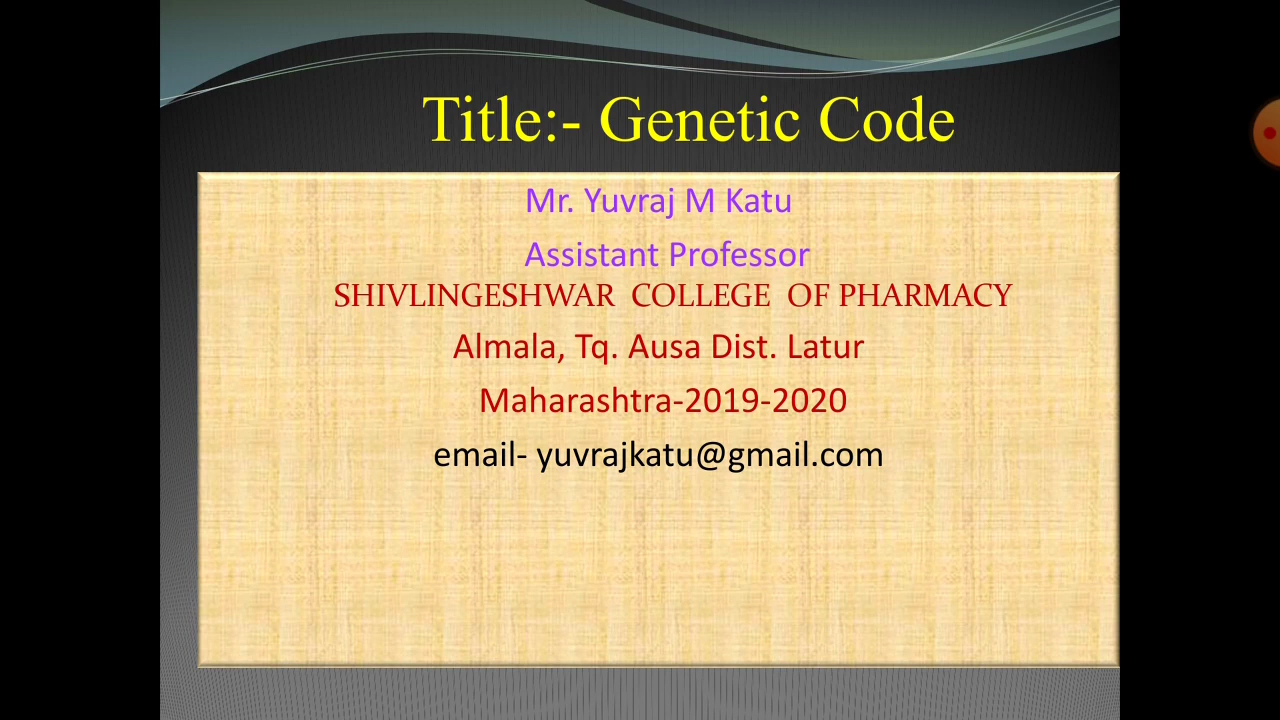 Title:- Genetic Code
Mr. Yuvraj M Katu
Assistant Professor
SHIVLINGESHWAR COLLEGE OF PHARMACY
Almala, Tq. Ausa Dist. Latur
Maharashtra-2019-2020
email- yuvrajkatu@gmail.com